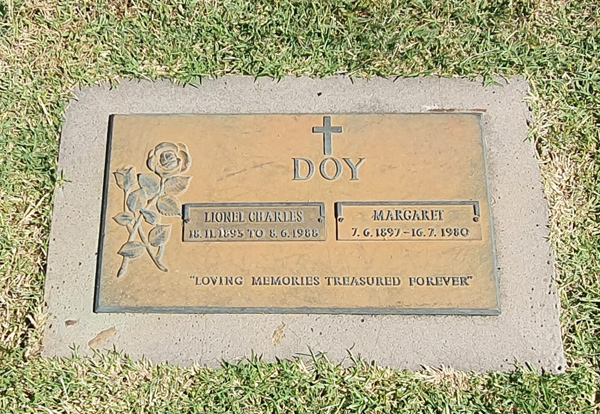 DOY
LIONEL CHARLES
18.11.1895 TO 8.6.1988
MARGARET
7.6.1897-16.7.1980
"LOVING MEMORIES TREASURED FOREVER"